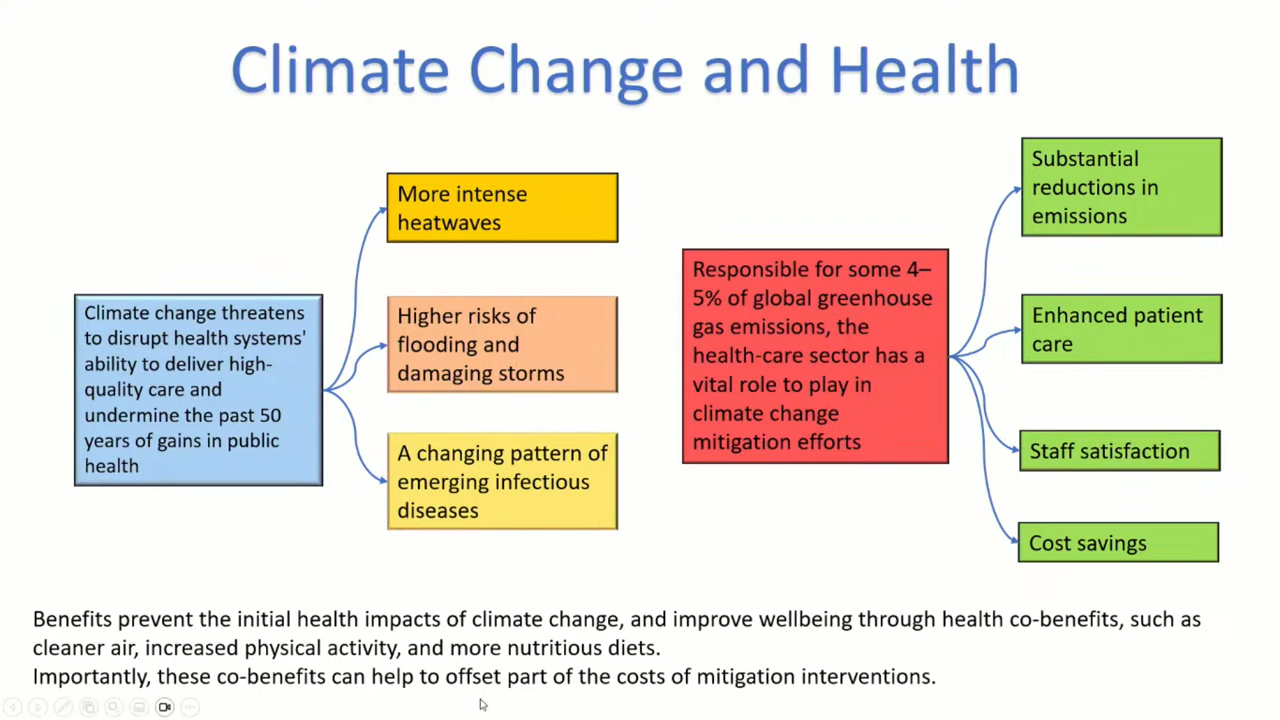 Climate Change and Health
Climate change threatens
to disrupt health systems'
ability to deliver high-
quality care and
undermine the past 50
years of gains in public
health
More intense
heatwaves
Higher risks of
flooding and
damaging storms
A changing pattern of
emerging infectious
diseases
Responsible for some 4–
5% of global greenhouse
gas emissions, the
health-care sector has a
vital role to play in
climate change
mitigation efforts
Substantial
reductions in
emissions
Enhanced patient
care
Staff satisfaction
Cost savings
Benefits prevent the initial health impacts of climate change, and improve wellbeing through health co-benefits, such as
cleaner air, increased physical activity, and more nutritious diets.
Importantly, these co-benefits can help to offset part of the costs of mitigation interventions.